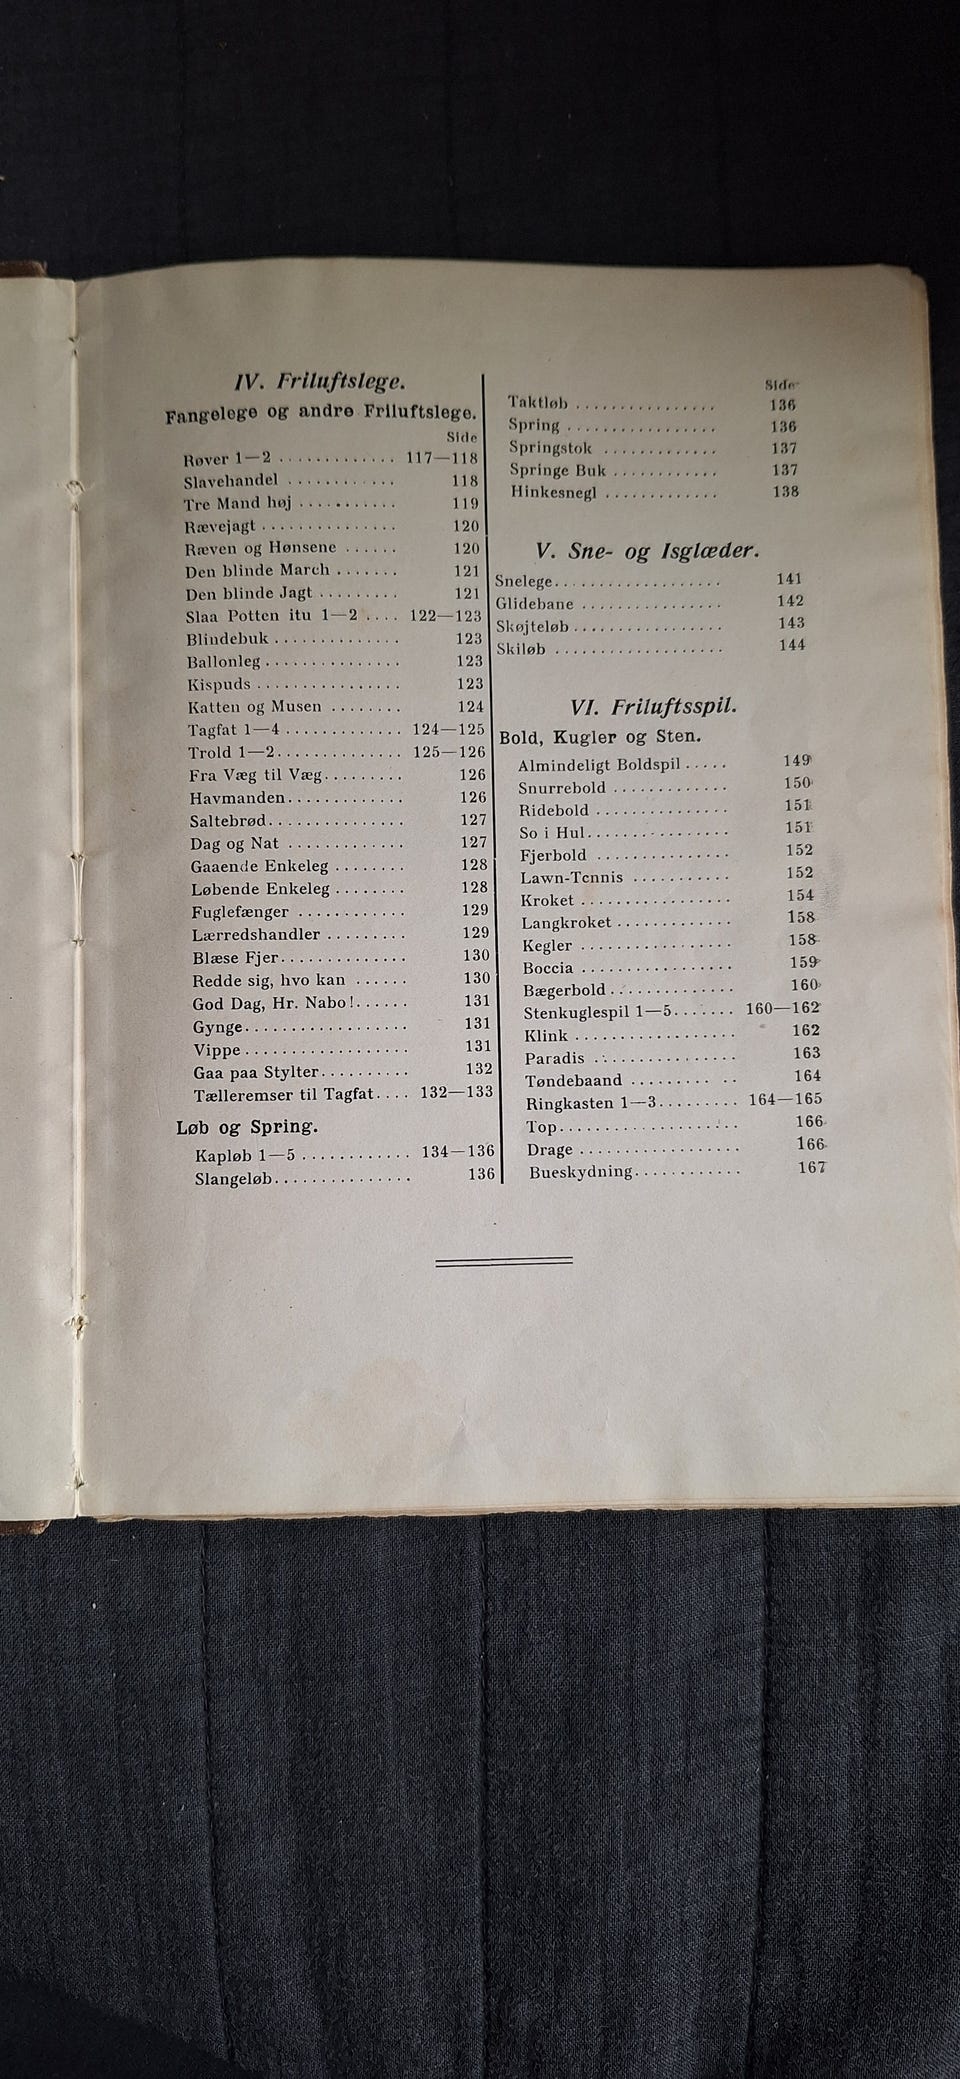 IV. Friluftslege.
Fangelege og andre Friluftslege.
Side
Røver 1—2 ............. 117—118
Slavehandel ............ 118
Tre Mand høj ........... 119
Rævejagt ............... 120
Ræven og Hønsene ...... 120
Den blinde March ....... 121
Den blinde Jagt ......... 121
Slaa Potten itu 1—2 .... 122—123
Blindebuk .............. 123
Ballonleg ............... 123
Kispuds ................ 123
Katten og Musen ........ 124
Tagfat 1—4 ............. 124—125
Trold 1—2 .............. 125—126
Fra Væg til Væg ......... 126
Havmanden ............. 126
Saltebrød ............... 127
Dag og Nat ............. 127
Gaaende Enkeleg ........ 128
Løbende Enkeleg ........ 128
Fuglefænger ............ 129
Lærredshandler ......... 129
Blæse Fjer .............. 130
Redde sig, hvo kan ...... 130
God Dag, Hr. Nabo! ...... 131
Gynge .................. 131
Vippe .................. 131
Gaa paa Stylter .......... 132
Tælleremser til Tagfat .... 132—133
Løb og Spring.
Kapløb 1—5 ............ 134—136
Slangeløb ............... 136
Side
Taktløb ................ 136
Spring ................. 136
Springstok ............. 137
Springe Buk ............ 137
Hinkesnegl ............. 138
V. Sne- og Isglæder.
Snelege ................... 141
Glidebane ................ 142
Skøjteløb ................. 143
Skiløb ................... 144
VI. Friluftsspil.
Bold, Kugler og Sten.
Almindeligt Boldspil ..... 149
Snurrebold ............. 150
Ridebold ............... 151
So i Hul ................ 151
Fjerbold ............... 152
Lawn-Tennis ........... 152
Kroket ................. 154
Langkroket ............. 158
Kegler ................. 158
Boccia ................. 159
Bægerbold .............. 160
Stenkuglespil 1—5 ....... 160—162
Klink .................. 162
Paradis ................ 163
Tøndebaand ......... .. 164
Ringkasten 1—3 ......... 164—165
Top .................... 166
Drage .................. 166
Bueskydning ............ 167